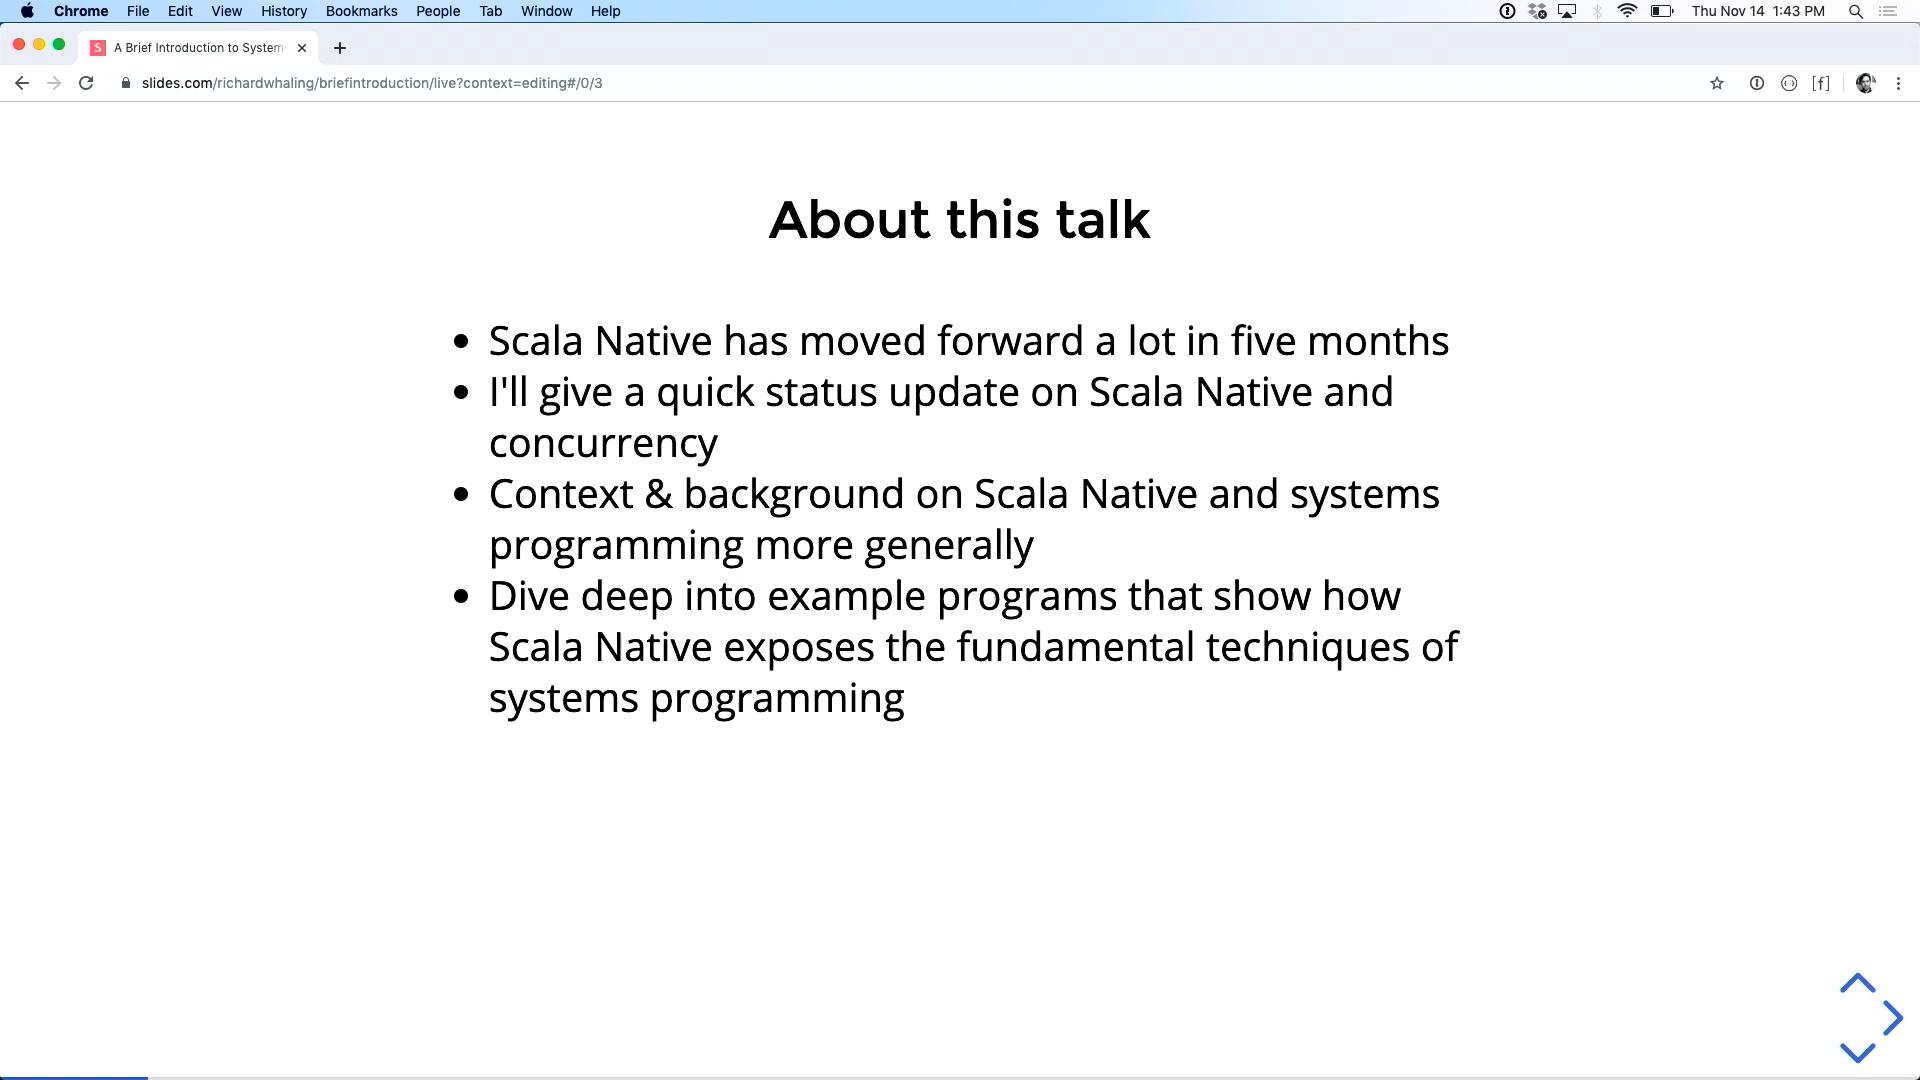 Chrome File Edit View History Bookmarks People Tab Window Help Thu Nov 14 1:43 PM
S A Brief Introduction to System
slides.com/richardwhaling/briefintroduction/live?context=editing#/0/3 [f]
About this talk
• Scala Native has moved forward a lot in five months
• I'll give a quick status update on Scala Native and
concurrency
• Context & background on Scala Native and systems
programming more generally
• Dive deep into example programs that show how
Scala Native exposes the fundamental techniques of
systems programming